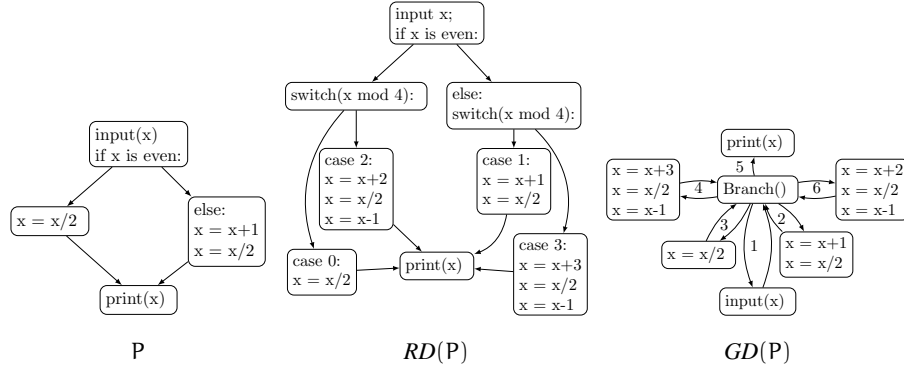 input(x)
if x is even:
x = x/2
else:
x = x+1
x = x/2
print(x)
P
input x;
if x is even:
switch(x mod 4):
else:
switch(x mod 4):
case 2:
x = x+2
x = x/2
x = x-1
case 1:
x = x+1
x = x/2
case 0:
x = x/2
print(x)
case 3:
x = x+3
x = x/2
x = x-1
RD(P)
print(x)
5
x = x+3
x = x/2
x = x-1
4
Branch()
6
x = x+2
x = x/2
x = x-1
3
1
2
x = x/2
x = x+1
x = x/2
input(x)
GD(P)